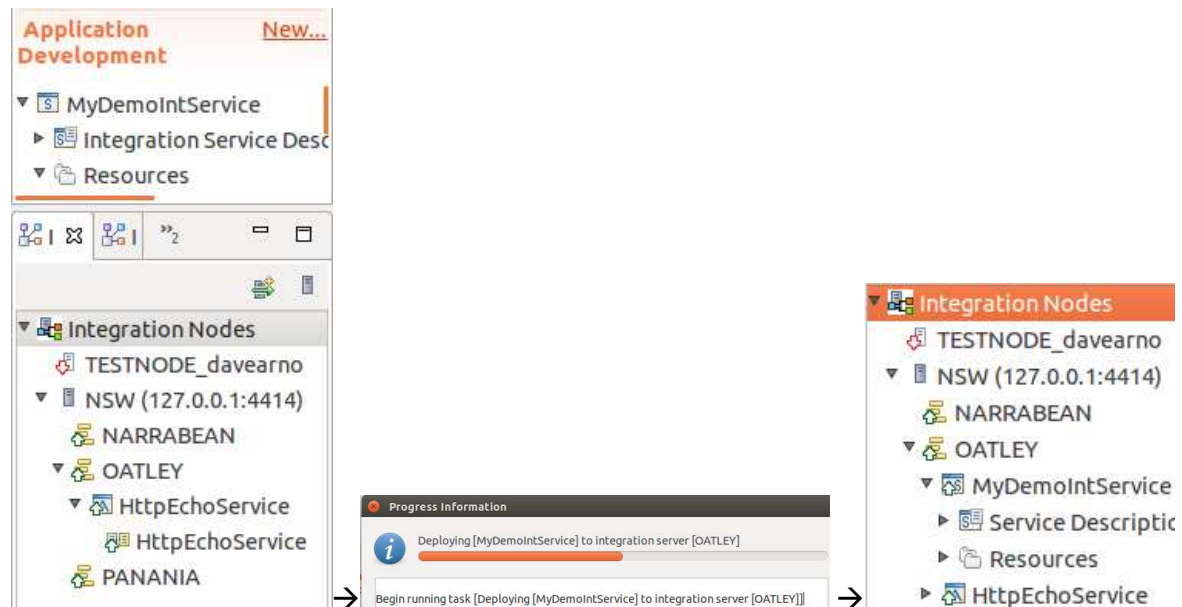 Application New...
Development
MyDemoIntService
Integration Service Desc
Resources
I I »2
Integration Nodes
TESTNODE_davearno
NSW (127.0.0.1:4414)
NARRABEAN
OATLEY
HttpEchoService
HttpEchoService
PANANIA
→
Progress Information
Deploying [MyDemoIntService] to integration server [OATLEY]
Begin running task [Deploying [MyDemoIntService] to integration server [OATLEY]]
→
Integration Nodes
TESTNODE_davearno
NSW (127.0.0.1:4414)
NARRABEAN
OATLEY
MyDemoIntService
Service Descriptic
Resources
HttpEchoService